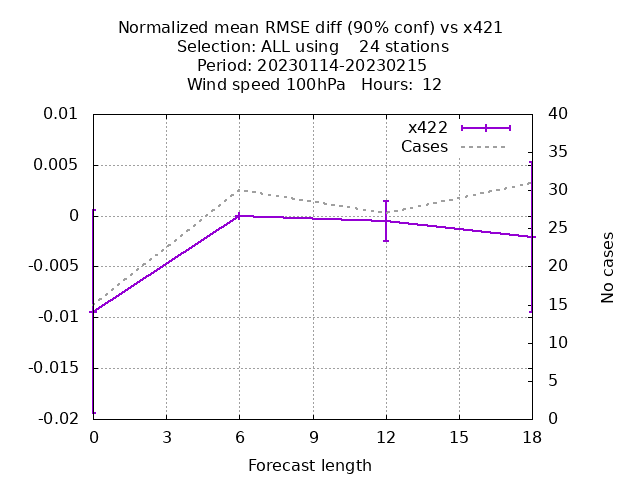 Normalized mean RMSE diff (90% conf) vs x421
Selection: ALL using    24 stations
Period: 20230114-20230215
Wind speed 100hPa   Hours:  12
x422
Cases
0.01
0.005
0
-0.005
-0.01
-0.015
-0.02
40
35
30
25
20
15
10
5
0
No cases
0 3 6 9 12 15 18
Forecast length